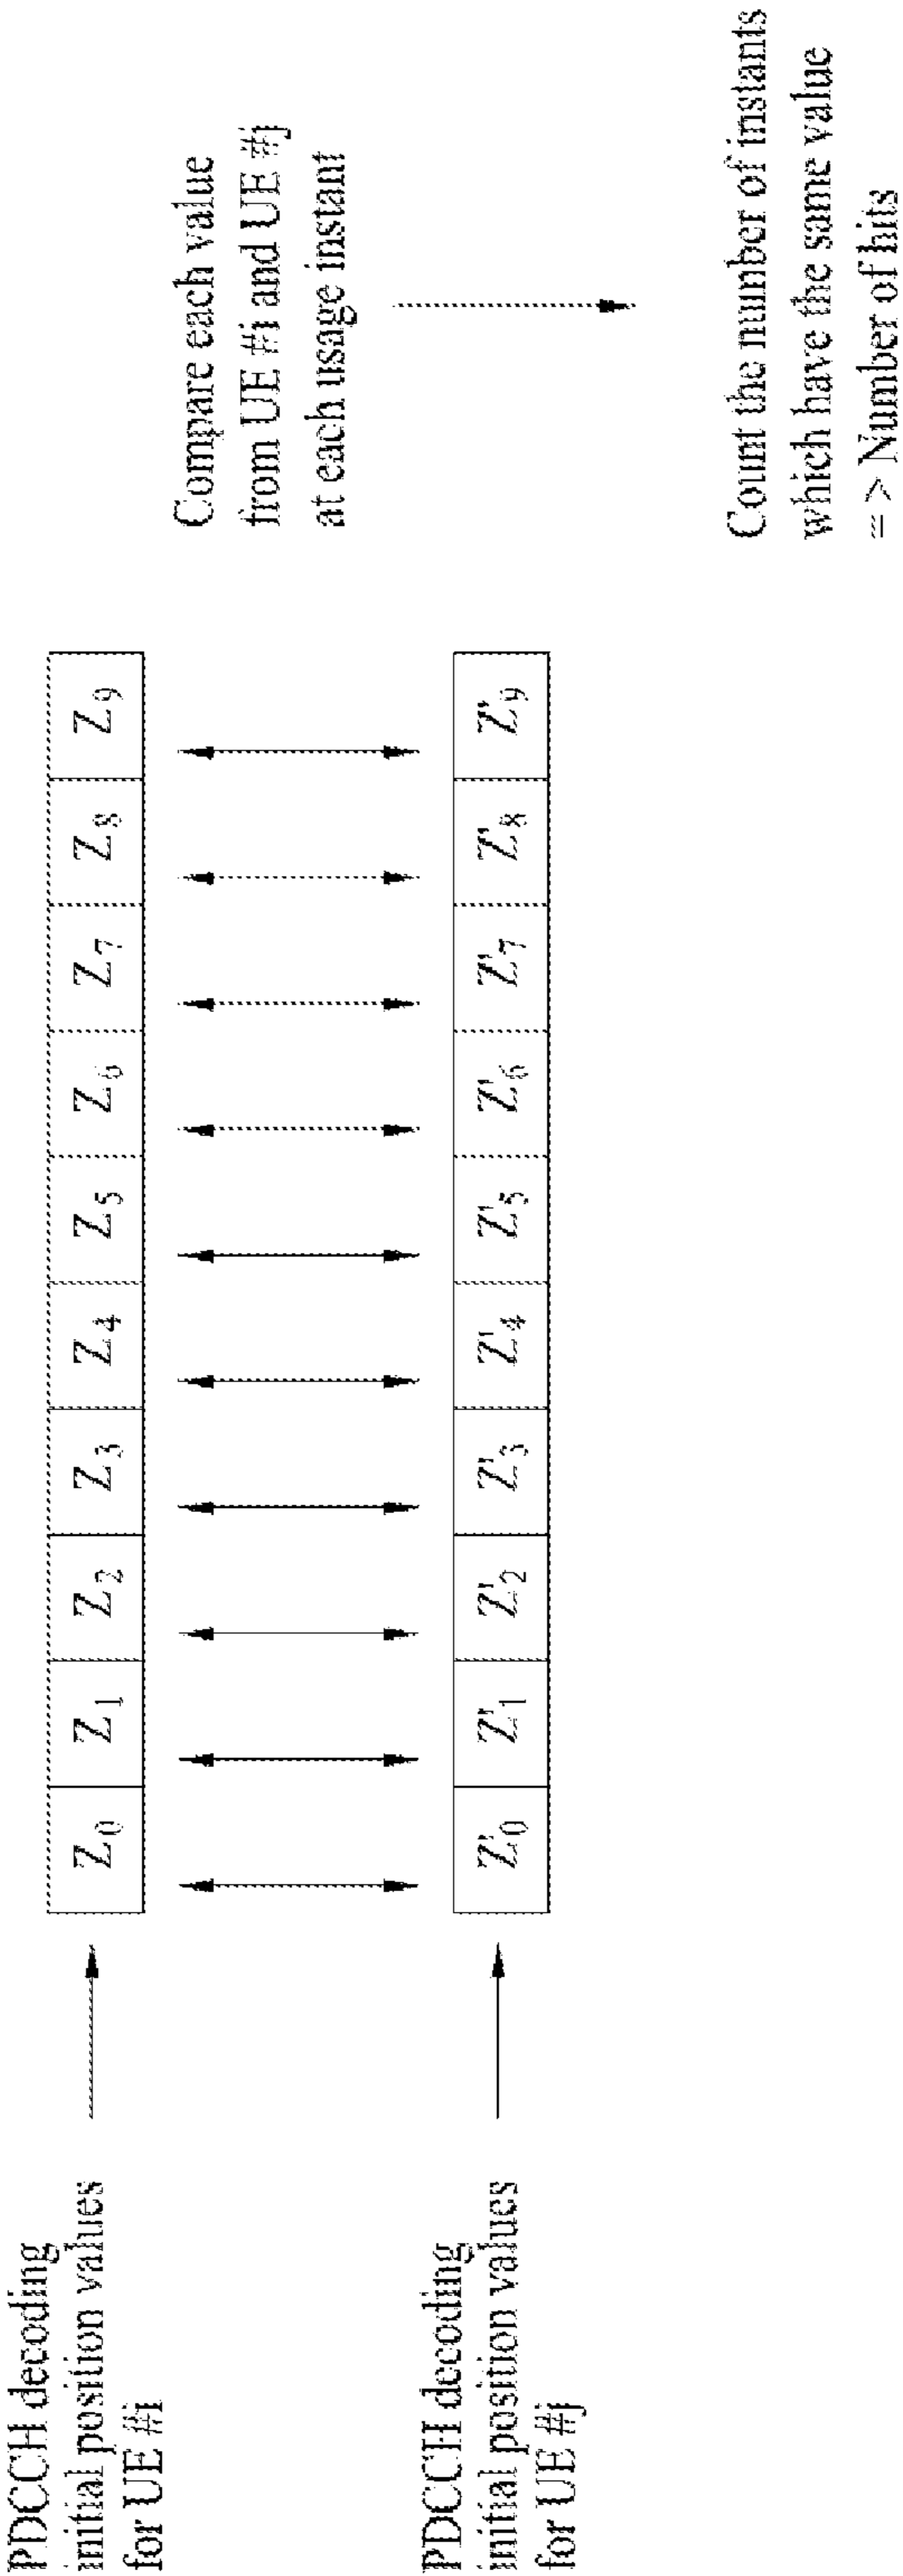 PDCCH decoding
initial position values
for UE #i
Z0 Z1 Z2 Z3 Z4 Z5 Z6 Z7 Z8 Z9
Compare each value
from UE #i and UE #j
at each usage instant
PDCCH decoding
initial position values
for UE #j
Z'0 Z'1 Z'2 Z'3 Z'4 Z'5 Z'6 Z'7 Z'8 Z'9
Count the number of instants
which have the same value
= > Number of hits